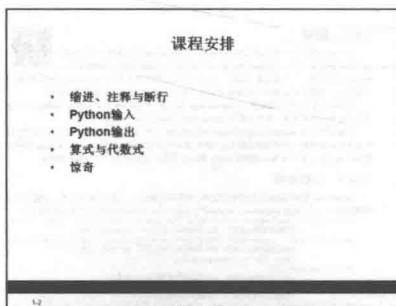 课程安排
• 缩进、注释与断行
• Python输入
• Python输出
• 算式与代数式
• 惊奇
1-2